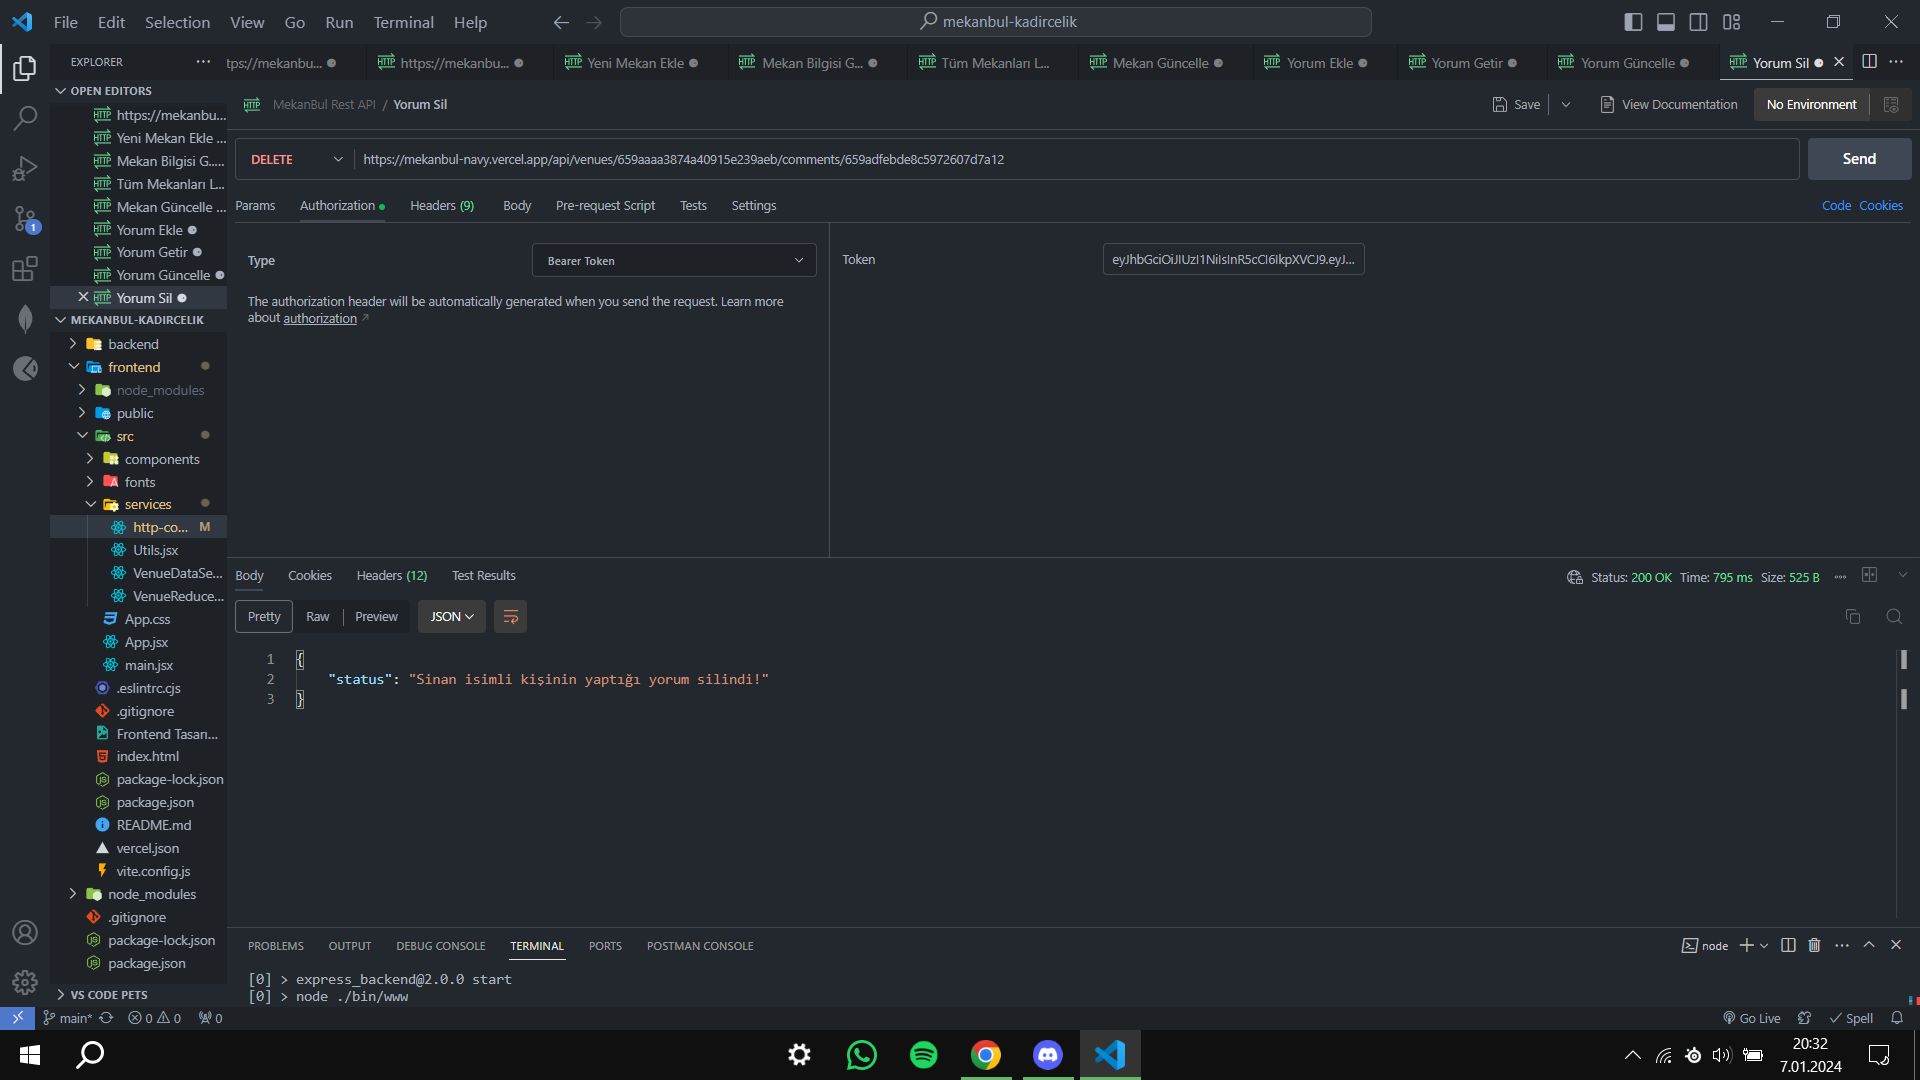 File Edit Selection View Go Run Terminal Help
mekanbul-kadircelik
EXPLORER
tps://mekanbu...
https://mekanbu...
Yeni Mekan Ekle
Mekan Bilgisi G...
Tüm Mekanları L...
Mekan Güncelle
Yorum Ekle
Yorum Getir
Yorum Güncelle
Yorum Sil
OPEN EDITORS
https://mekanbu...
Yeni Mekan Ekle ...
Mekan Bilgisi G...
Tüm Mekanları L...
Mekan Güncelle ...
Yorum Ekle
Yorum Getir
Yorum Güncelle
Yorum Sil
MEKANBUL-KADIRCELIK
backend
frontend
node_modules
public
src
components
fonts
services
http-co... M
Utils.jsx
VenueDataSe...
VenueReduce...
App.css
App.jsx
main.jsx
.eslintrc.cjs
.gitignore
Frontend Tasarı...
index.html
package-lock.json
package.json
README.md
vercel.json
vite.config.js
node_modules
.gitignore
package-lock.json
package.json
VS CODE PETS
HTTP MekanBul Rest API / Yorum Sil
Save View Documentation No Environment
DELETE https://mekanbul-navy.vercel.app/api/venues/659aaaa3874a40915e239aeb/comments/659adfebde8c5972607d7a12 Send
Params Authorization Headers (9) Body Pre-request Script Tests Settings Code Cookies
Type Bearer Token
Token eyJhbGciOiJIUzI1NiIsInR5cCI6IkpXVCJ9.eyJ...
The authorization header will be automatically generated when you send the request. Learn more
about authorization
Body Cookies Headers (12) Test Results
Status: 200 OK Time: 795 ms Size: 525 B
Pretty Raw Preview JSON
1 {
2 "status": "Sinan isimli kişinin yaptığı yorum silindi!"
3 }
PROBLEMS OUTPUT DEBUG CONSOLE TERMINAL PORTS POSTMAN CONSOLE
node
[0] > express_backend@2.0.0 start
[0] > node ./bin/www
main* 0 0 0
Go Live Spell
20:32
7.01.2024